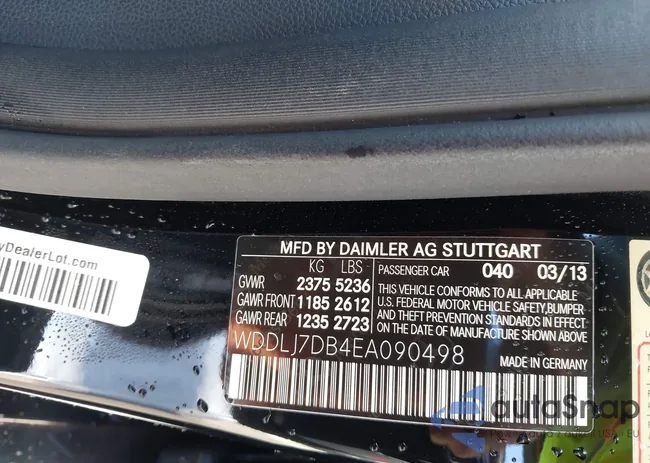 yDealerLot.com
MFD BY DAIMLER AG STUTTGART
KG LBS
GVWR 2375 5236
GAWR FRONT 1185 2612
GAWR REAR 1235 2723
PASSENGER CAR 040 03/13
THIS VEHICLE CONFORMS TO ALL APPLICABLE
U.S. FEDERAL MOTOR VEHICLE SAFETY, BUMPER
AND THEFT PREVENTION STANDARDS IN EFFECT
ON THE DATE OF MANUFACTURE SHOWN ABOVE.
WDDLJ7DB4EA090498
MADE IN GERMANY
autoSnap